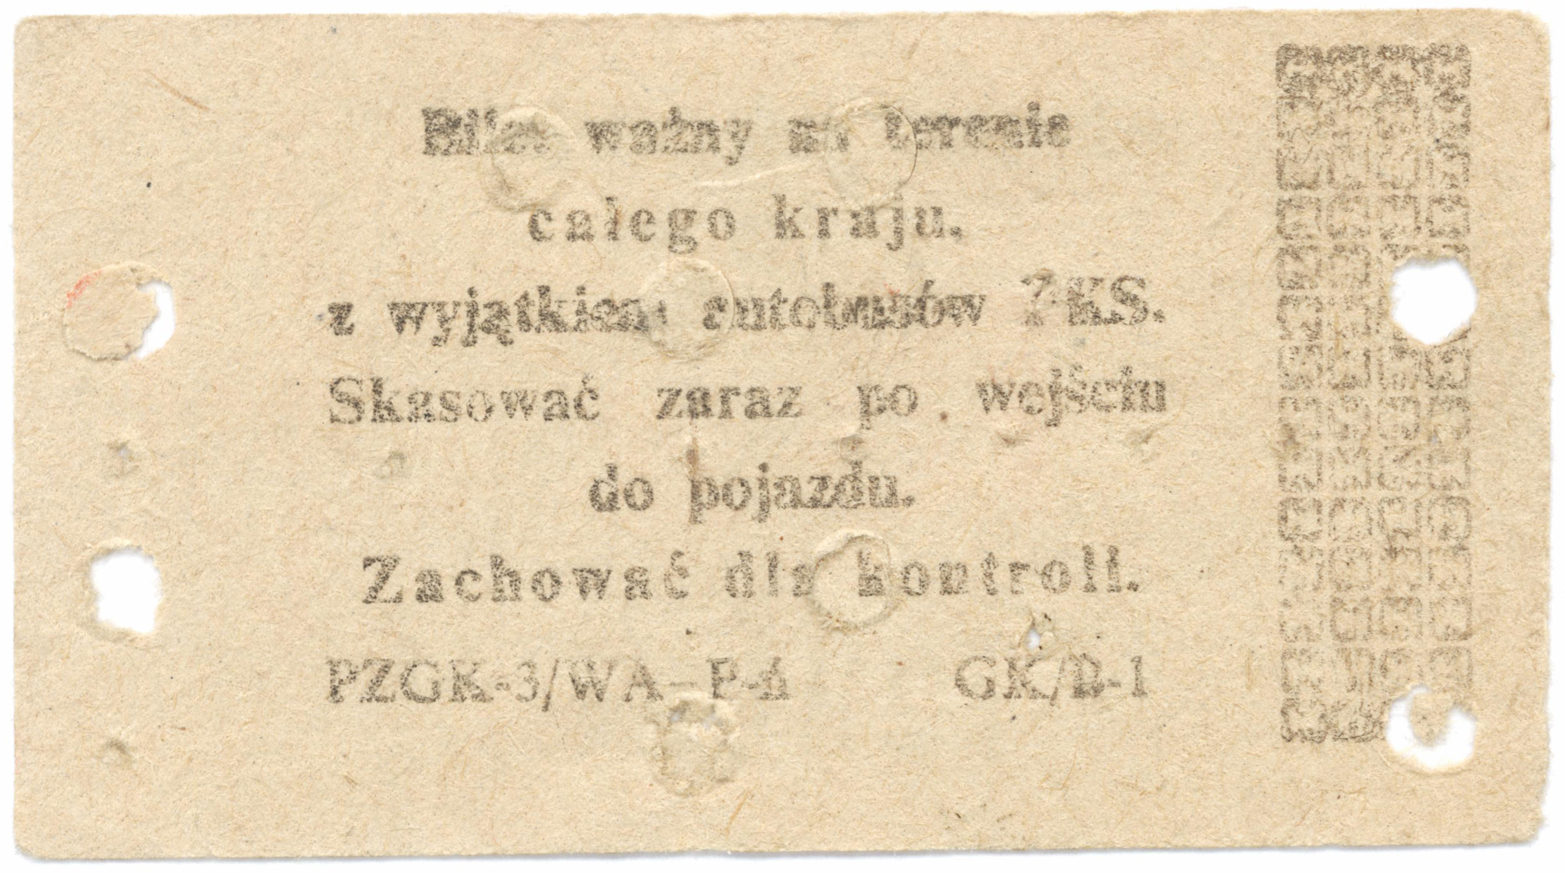 Bilet ważny na terenie
całego kraju,
z wyjątkiem autobusów PKS.
Skasować zaraz po wejściu
do pojazdu.
Zachować dla kontroli.
PZGK-3/WA–P-6 GK/B-1